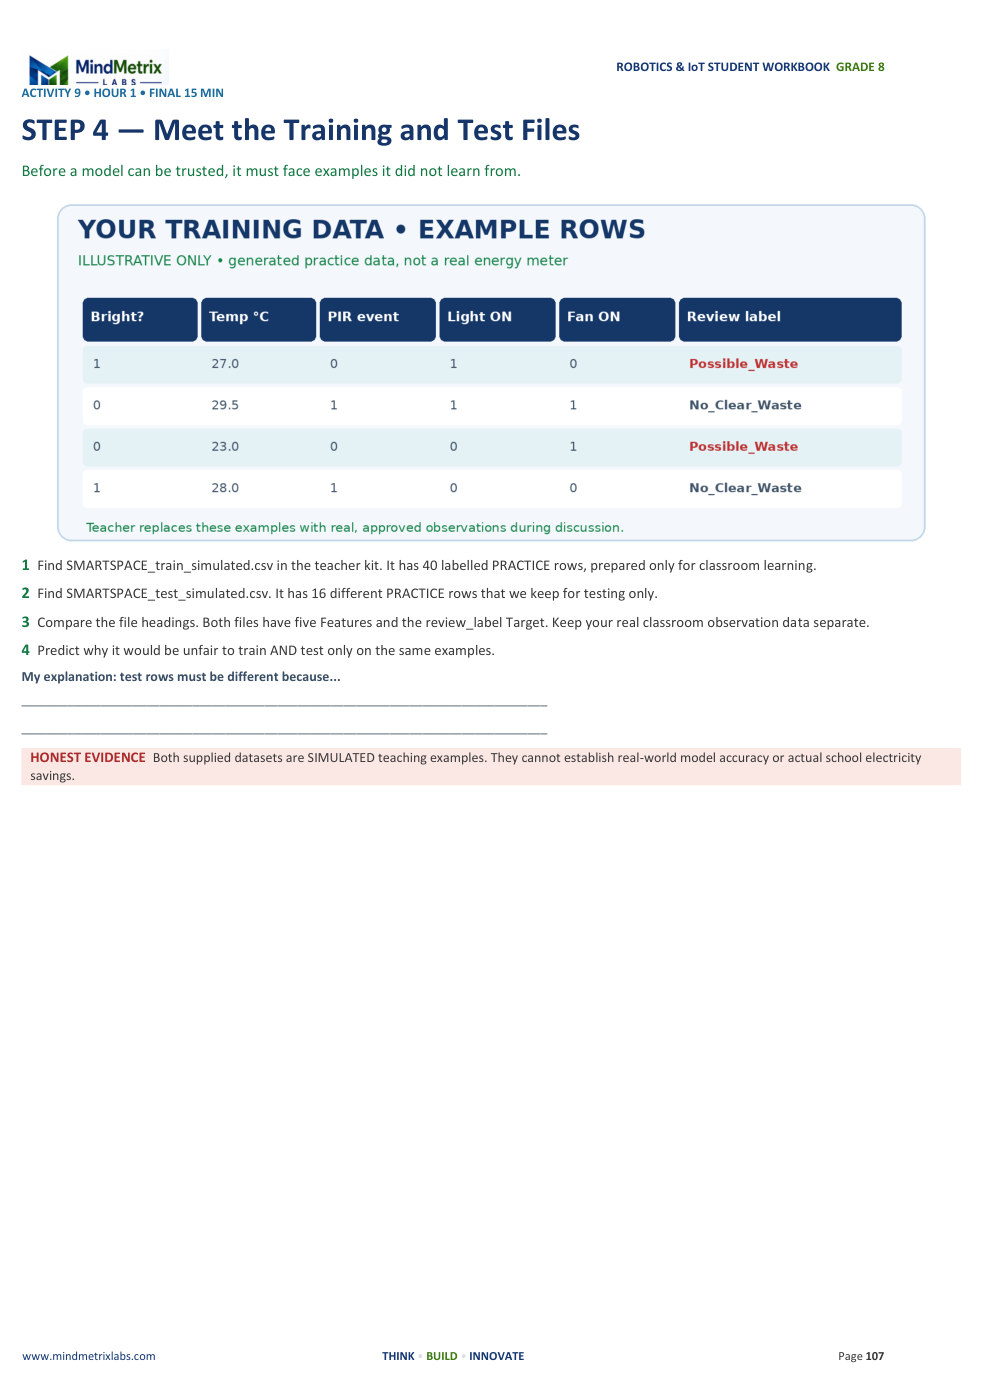 MindMetrix
LABS
ROBOTICS & IoT STUDENT WORKBOOK GRADE 8
ACTIVITY 9 • HOUR 1 • FINAL 15 MIN
STEP 4 — Meet the Training and Test Files
Before a model can be trusted, it must face examples it did not learn from.
YOUR TRAINING DATA • EXAMPLE ROWS
ILLUSTRATIVE ONLY • generated practice data, not a real energy meter
Bright? Temp °C PIR event Light ON Fan ON Review label
1 27.0 0 1 0 Possible_Waste
0 29.5 1 1 1 No_Clear_Waste
0 23.0 0 0 1 Possible_Waste
1 28.0 1 0 0 No_Clear_Waste
Teacher replaces these examples with real, approved observations during discussion.
1 Find SMARTSPACE_train_simulated.csv in the teacher kit. It has 40 labelled PRACTICE rows, prepared only for classroom learning.
2 Find SMARTSPACE_test_simulated.csv. It has 16 different PRACTICE rows that we keep for testing only.
3 Compare the file headings. Both files have five Features and the review_label Target. Keep your real classroom observation data separate.
4 Predict why it would be unfair to train AND test only on the same examples.
My explanation: test rows must be different because...
HONEST EVIDENCE Both supplied datasets are SIMULATED teaching examples. They cannot establish real-world model accuracy or actual school electricity
savings.
www.mindmetrixlabs.com THINK • BUILD • INNOVATE Page 107